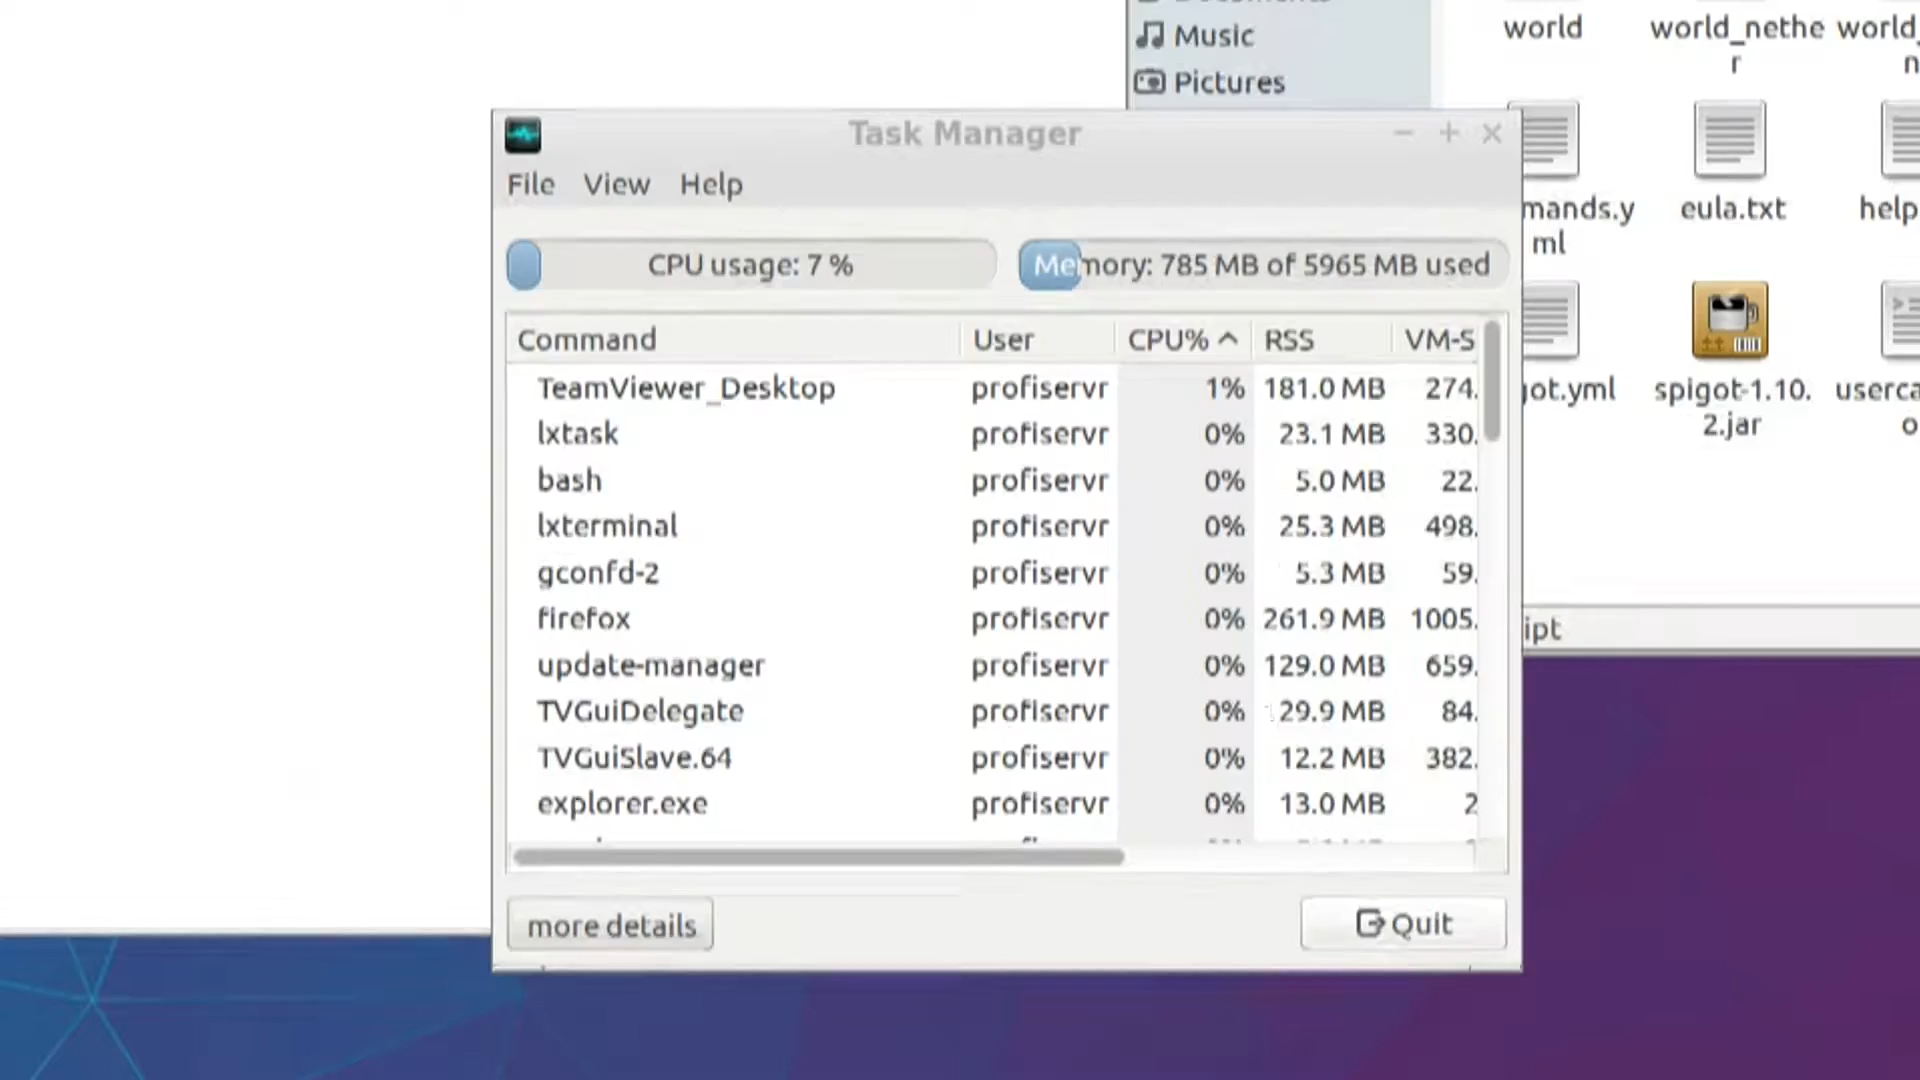 Music
Pictures
world
world_nethe
r
world_
n
Task Manager
File View Help
CPU usage: 7 %
Memory: 785 MB of 5965 MB used
Command User CPU% RSS VM-S
TeamViewer_Desktop profiservr 1% 181.0 MB 274.
lxtask profiservr 0% 23.1 MB 330.
bash profiservr 0% 5.0 MB 22.
lxterminal profiservr 0% 25.3 MB 498.
gconfd-2 profiservr 0% 5.3 MB 59.
firefox profiservr 0% 261.9 MB 1005.
update-manager profiservr 0% 129.0 MB 659.
TVGuiDelegate profiservr 0% 29.9 MB 84.
TVGuiSlave.64 profiservr 0% 12.2 MB 382.
explorer.exe profiservr 0% 13.0 MB 2
more details
Quit
mands.y
ml
eula.txt
help
got.yml
spigot-1.10.
2.jar
userca
o
ipt